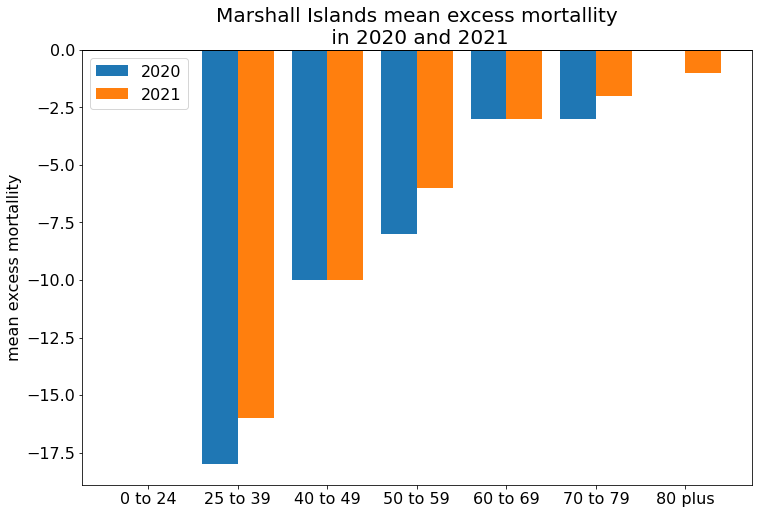 Marshall Islands mean excess mortallity
in 2020 and 2021
2020
2021
mean excess mortallity
0.0
−2.5
−5.0
−7.5
−10.0
−12.5
−15.0
−17.5
0 to 24
25 to 39
40 to 49
50 to 59
60 to 69
70 to 79
80 plus